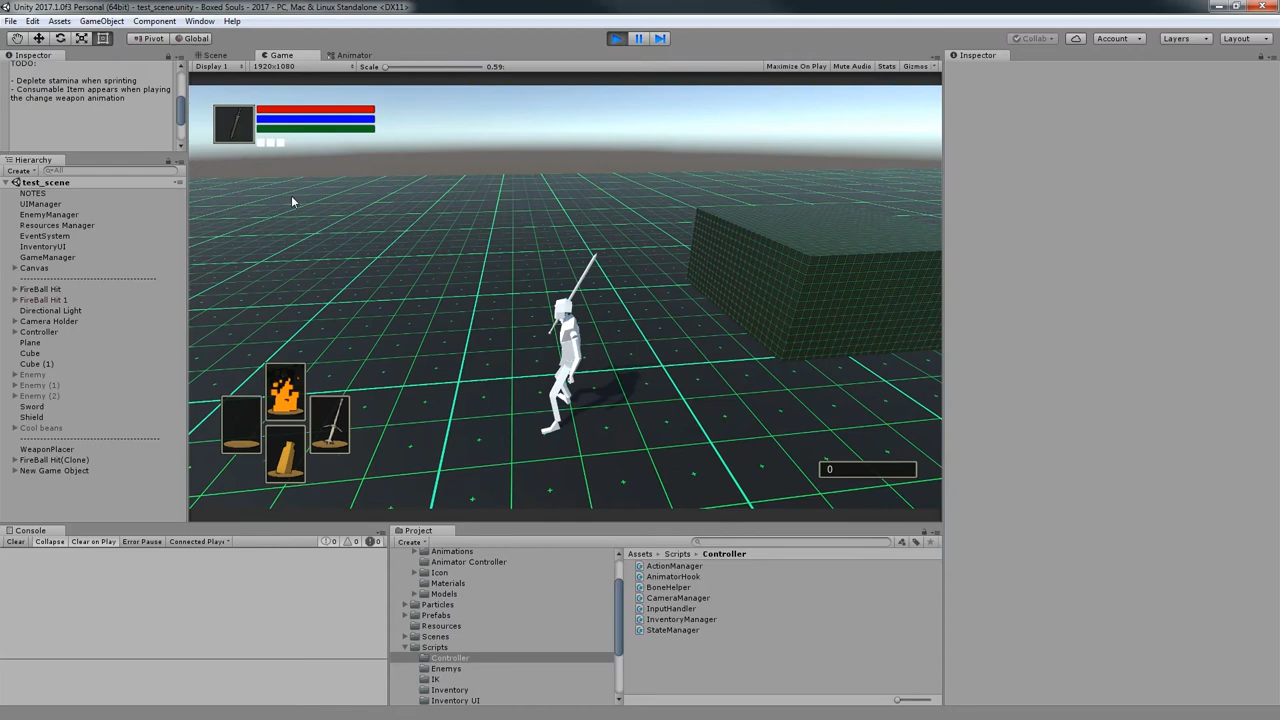 Unity 2017.1.0f3 Personal (64bit) - test_scene.unity - Boxed Souls - 2017 - PC, Mac & Linux Standalone <DX11>
File Edit Assets GameObject Component Window Help
Pivot Global Collab Account Layers Layout
Inspector Scene Game Animator Inspector
Display 1 1920x1080 Scale 0.59: Maximize On Play Mute Audio Stats Gizmos
TODO:
- Deplete stamina when sprinting
- Consumable Item appears when playing
the change weapon animation
Hierarchy
Create All
test_scene
NOTES
UIManager
EnemyManager
Resources Manager
EventSystem
InventoryUI
GameManager
Canvas
FireBall Hit
FireBall Hit 1
Directional Light
Camera Holder
Controller
Plane
Cube
Cube (1)
Enemy
Enemy (1)
Enemy (2)
Sword
Shield
Cool beans
WeaponPlacer
FireBall Hit(Clone)
New Game Object
0
Console
Clear Collapse Clear on Play Error Pause Connected Playe 0 0 0
Project
Create
Animations
Animator Controller
Icon
Materials
Models
Particles
Prefabs
Resources
Scenes
Scripts
Controller
Enemys
IK
Inventory
Inventory UI
Assets Scripts Controller
ActionManager
AnimatorHook
BoneHelper
CameraManager
InputHandler
InventoryManager
StateManager